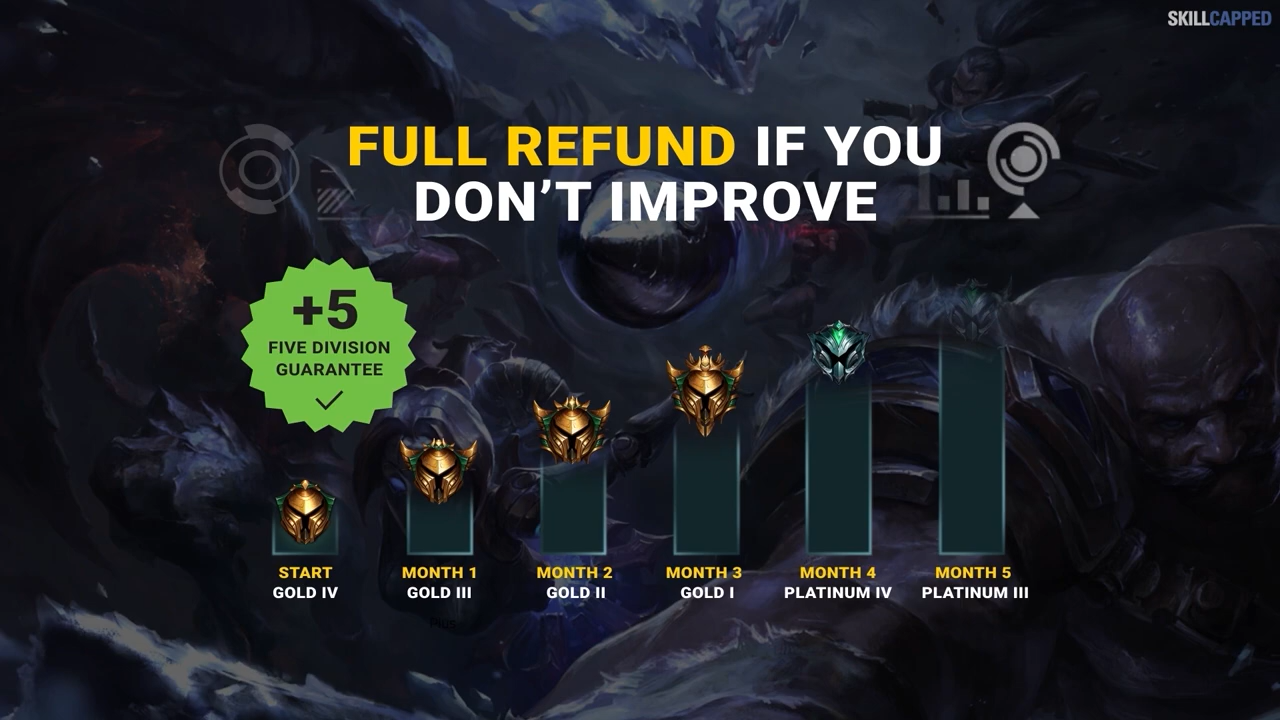 SKILLCAPPED
FULL REFUND IF YOU
DON’T IMPROVE
+5
FIVE DIVISION
GUARANTEE
START
GOLD IV
MONTH 1
GOLD III
MONTH 2
GOLD II
MONTH 3
GOLD I
MONTH 4
PLATINUM IV
MONTH 5
PLATINUM III
Plus